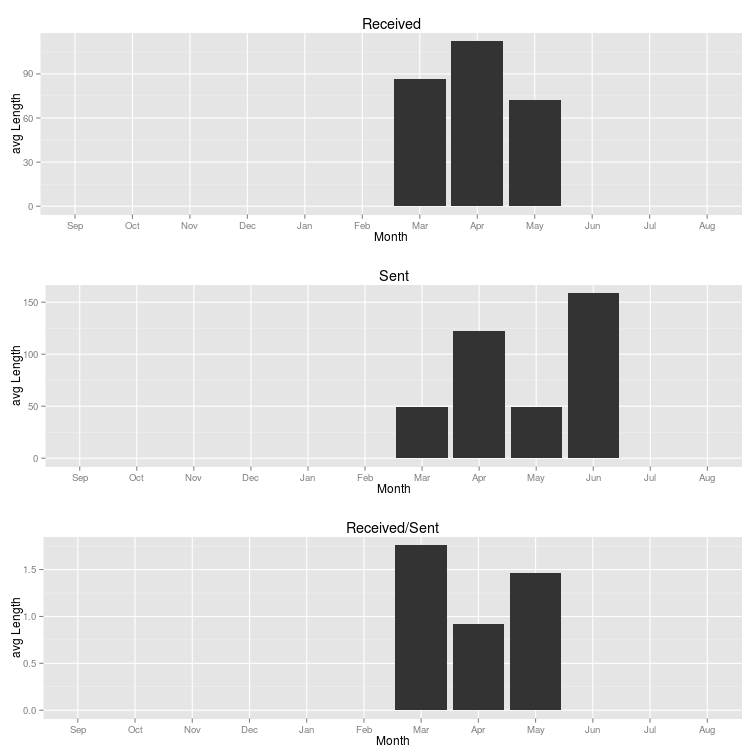 Received
avg Length
90
60
30
0
Sep Oct Nov Dec Jan Feb Mar Apr May Jun Jul Aug
Month
Sent
avg Length
150
100
50
0
Sep Oct Nov Dec Jan Feb Mar Apr May Jun Jul Aug
Month
Received/Sent
avg Length
1.5
1.0
0.5
0.0
Sep Oct Nov Dec Jan Feb Mar Apr May Jun Jul Aug
Month